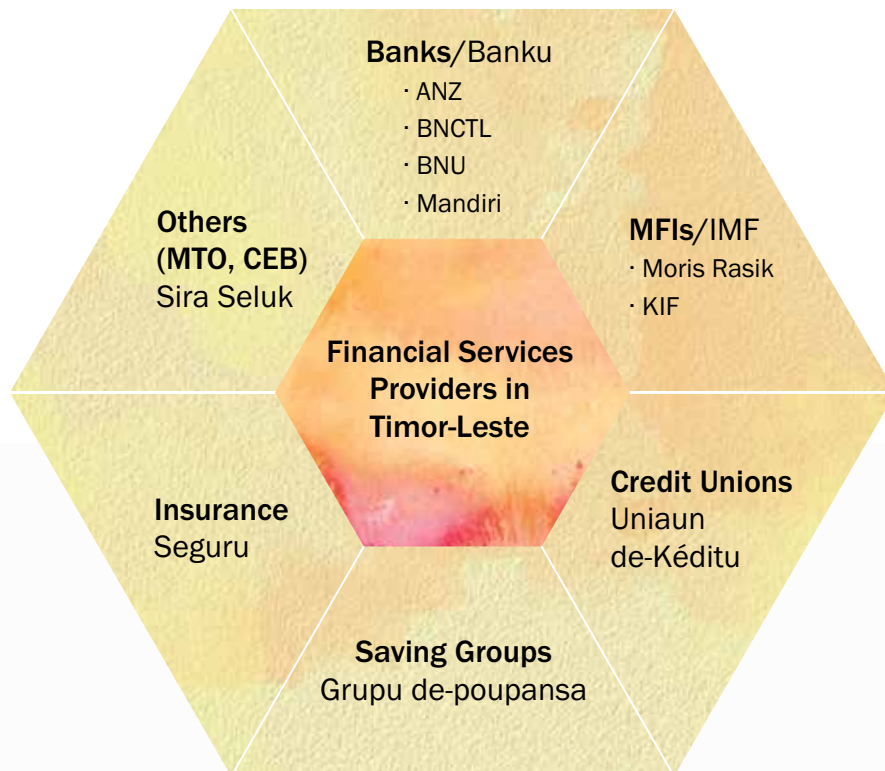 Banks/Banku
· ANZ
· BNCTL
· BNU
· Mandiri
MFIs/IMF
· Moris Rasik
· KIF
Others
(MTO, CEB)
Sira Seluk
Financial Services
Providers in
Timor-Leste
Credit Unions
Uniaun
de-Kéditu
Insurance
Seguru
Saving Groups
Grupu de-poupansa